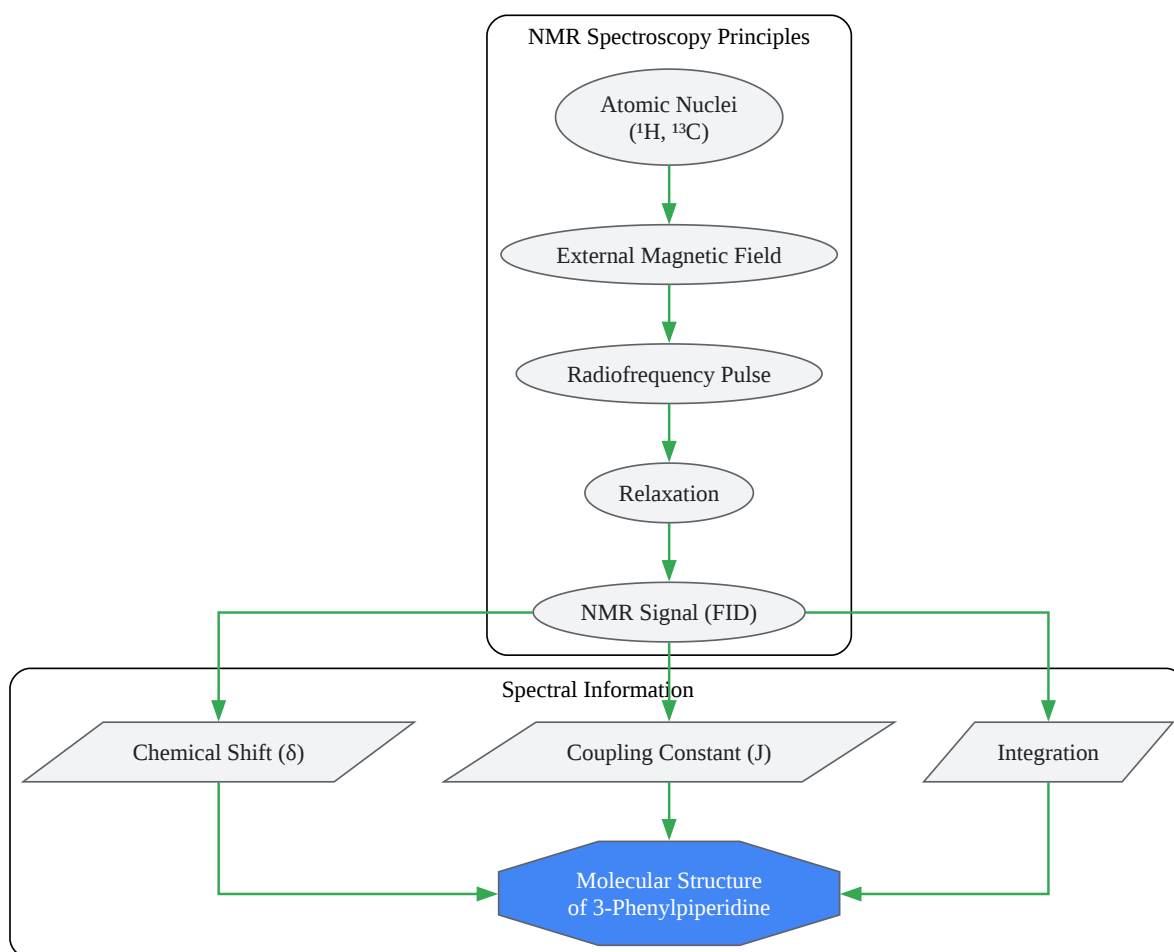 NMR Spectroscopy Principles
Atomic Nuclei
(¹H, ¹³C)
External Magnetic Field
Radiofrequency Pulse
Relaxation
NMR Signal (FID)
Spectral Information
Chemical Shift (δ)
Coupling Constant (J)
Integration
Molecular Structure
of 3-Phenylpiperidine